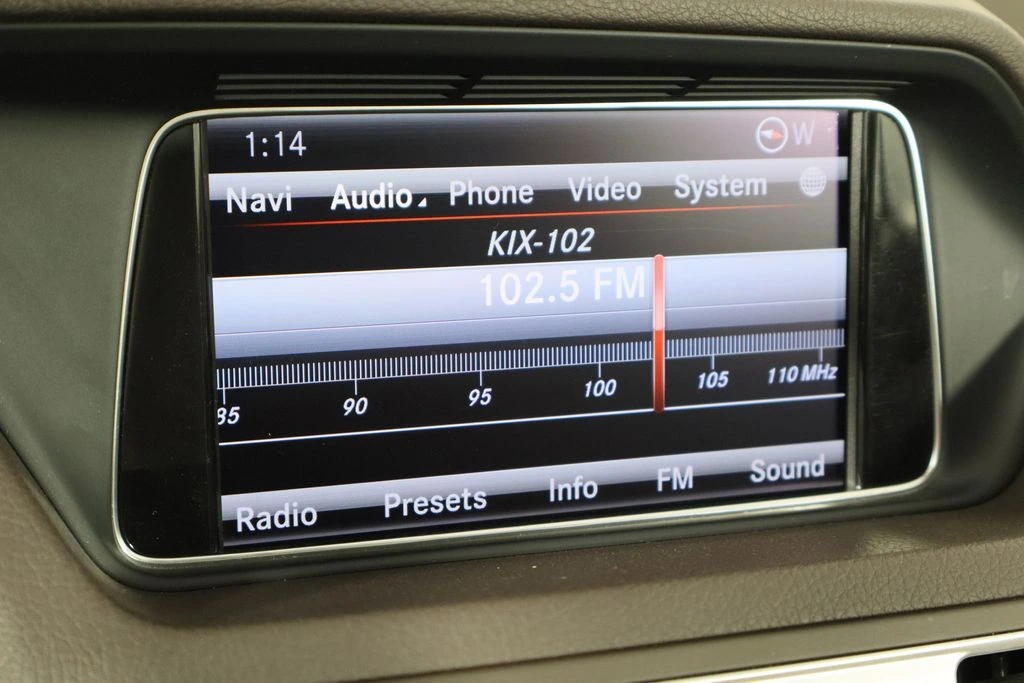 1:14 W
Navi Audio Phone Video System
KIX-102
102.5 FM
85 90 95 100 105 110 MHz
Radio Presets Info FM Sound